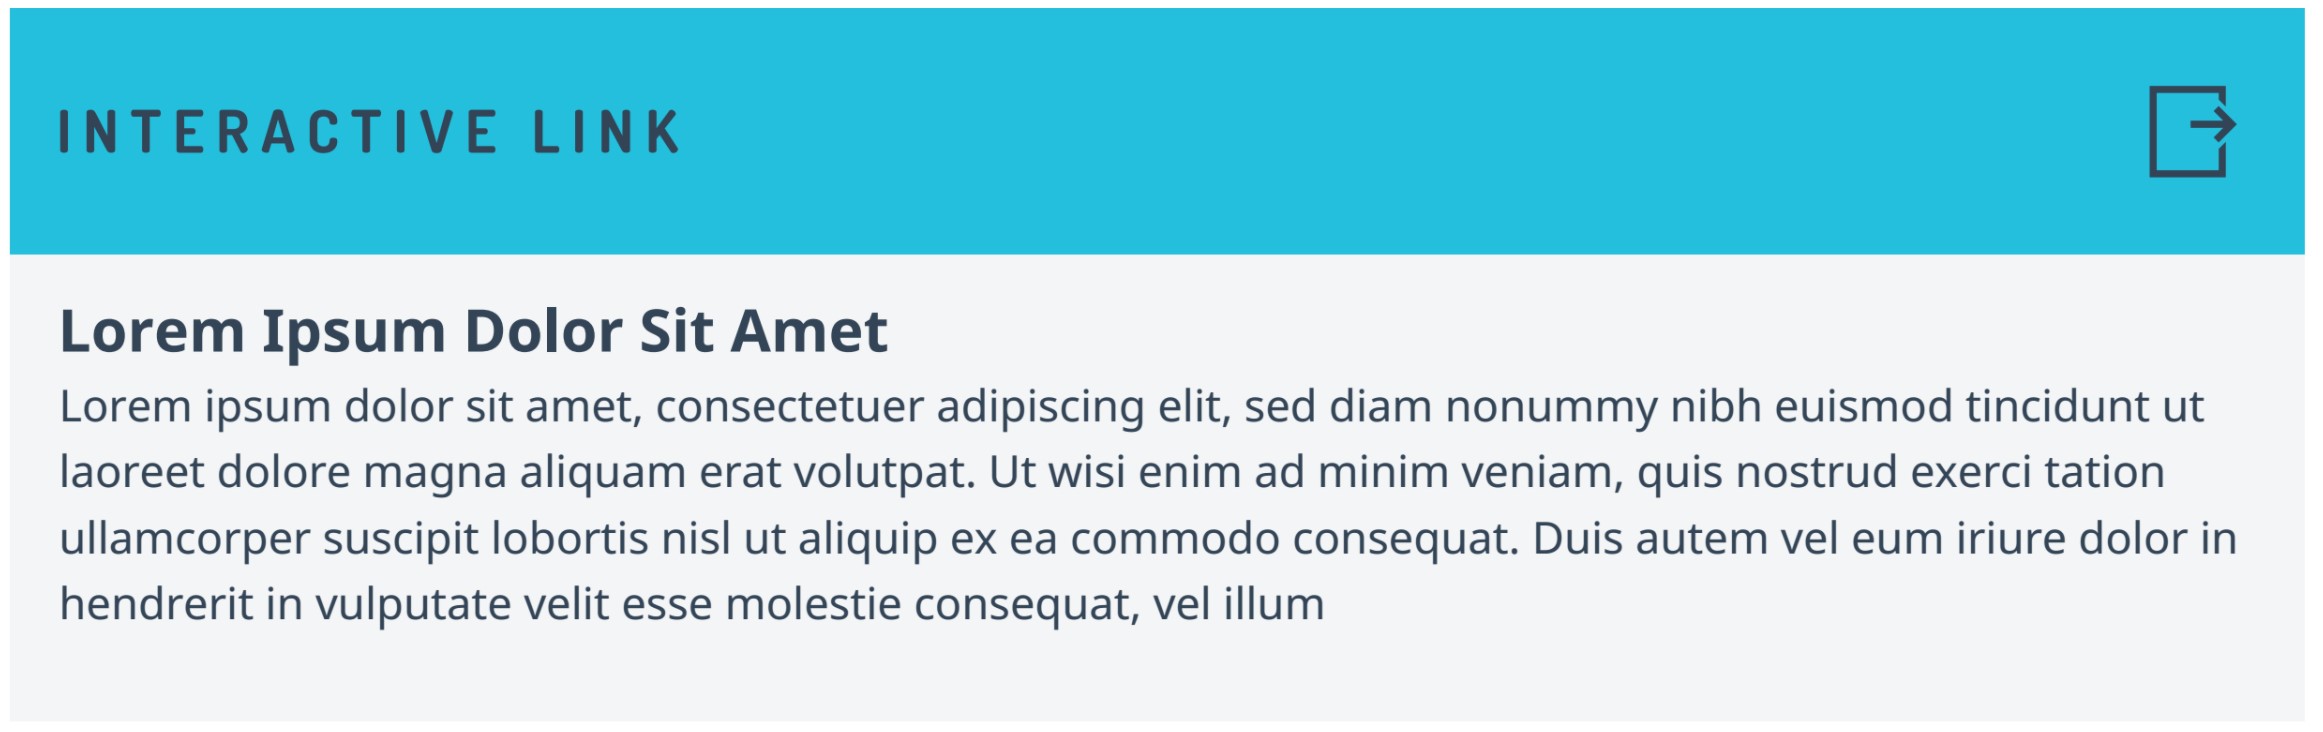 INTERACTIVE LINK
Lorem Ipsum Dolor Sit Amet
Lorem ipsum dolor sit amet, consectetuer adipiscing elit, sed diam nonummy nibh euismod tincidunt ut
laoreet dolore magna aliquam erat volutpat. Ut wisi enim ad minim veniam, quis nostrud exerci tation
ullamcorper suscipit lobortis nisl ut aliquip ex ea commodo consequat. Duis autem vel eum iriure dolor in
hendrerit in vulputate velit esse molestie consequat, vel illum